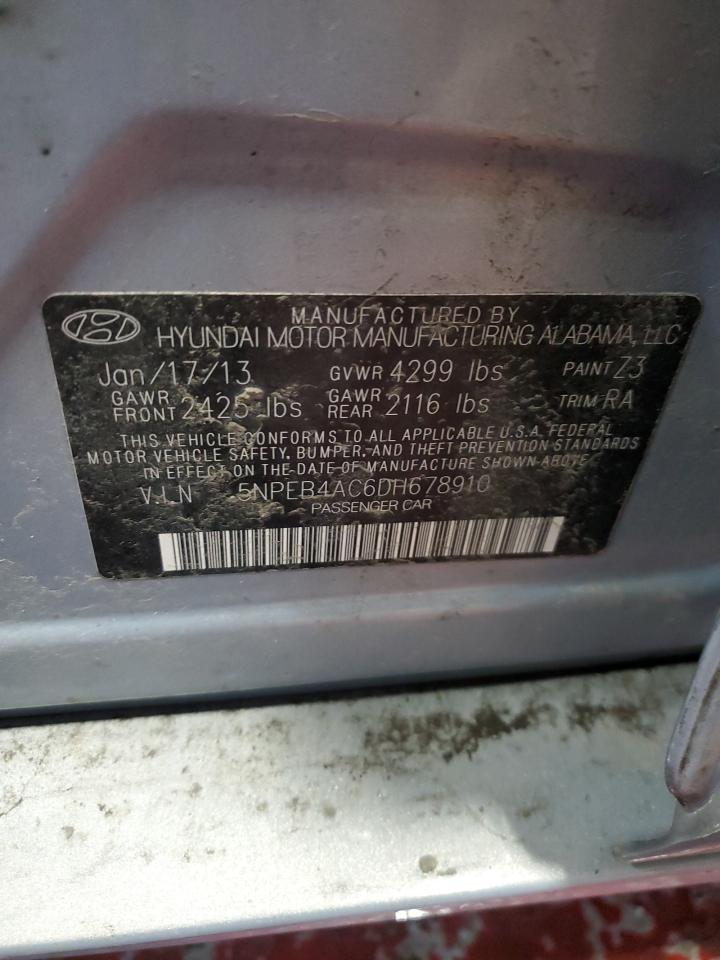 MANUFACTURED BY
HYUNDAI MOTOR MANUFACTURING ALABAMA, LLC
Jan/17/13 GVWR 4299 lbs PAINT Z3
GAWR FRONT 2425 lbs GAWR REAR 2116 lbs TRIM RA
THIS VEHICLE CONFORMS TO ALL APPLICABLE U.S.A. FEDERAL
MOTOR VEHICLE SAFETY, BUMPER, AND THEFT PREVENTION STANDARDS
IN EFFECT ON THE DATE OF MANUFACTURE SHOWN ABOVE.
V.I.N 5NPEB4AC6DH678910
PASSENGER CAR